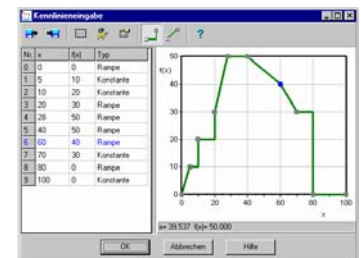 Kennlinieneingabe
?
Nr. x f(x) Typ
0 0 0 Rampe
1 5 10 Konstante
2 10 20 Konstante
3 20 30 Rampe
4 28 50 Rampe
5 40 50 Rampe
6 60 40 Rampe
7 70 30 Konstante
8 80 0 Rampe
9 100 0 Konstante
f(x)
50
40
30
20
10
0
0 20 40 60 80 100
x
x= 39.537 f(x)= 50.000
OK Abbrechen Hilfe